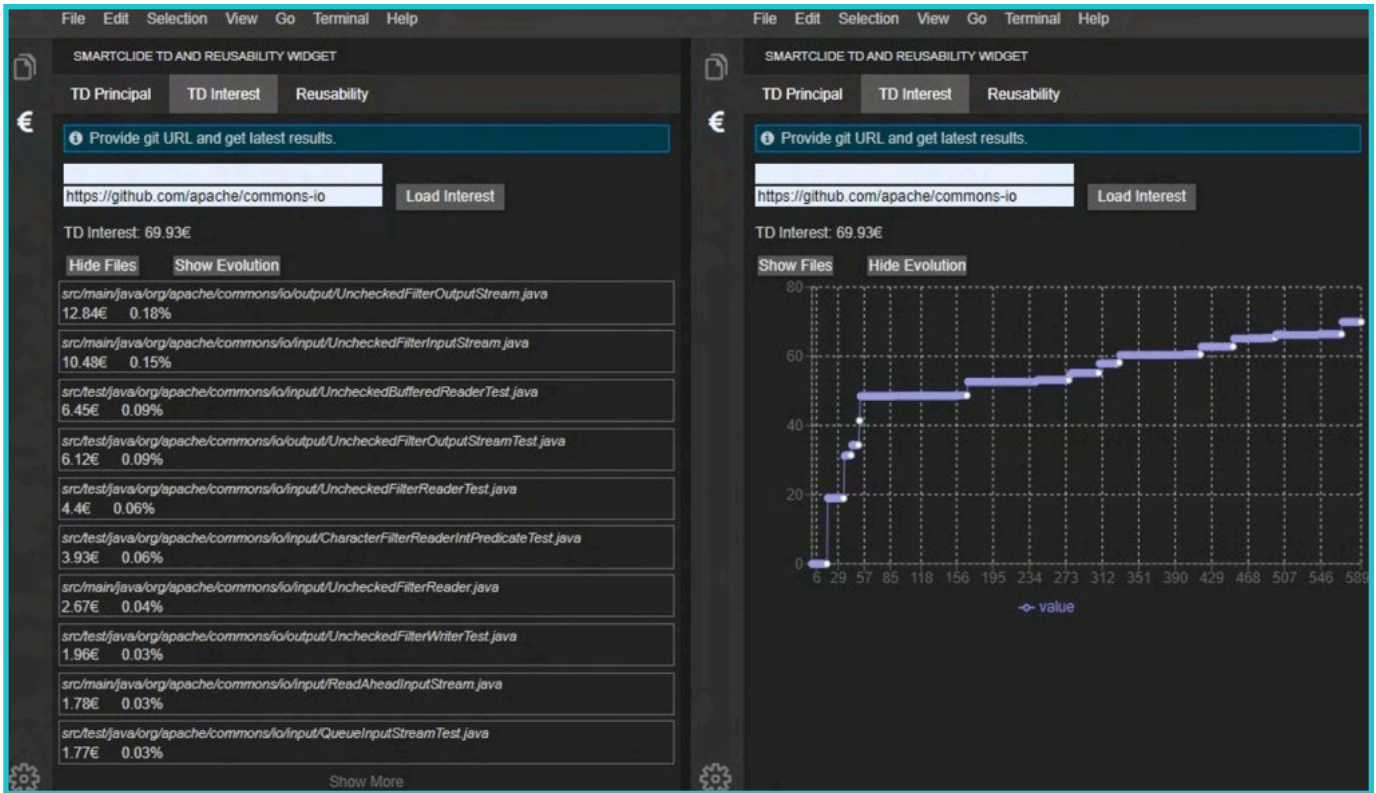 File Edit Selection View Go Terminal Help
SMARTCLIDE TD AND REUSABILITY WIDGET
TD Principal TD Interest Reusability
€
Provide git URL and get latest results.
https://github.com/apache/commons-io Load Interest
TD Interest: 69.93€
Hide Files Show Evolution
src/main/java/org/apache/commons/io/output/UncheckedFilterOutputStream.java
12.84€ 0.18%
src/main/java/org/apache/commons/io/input/UncheckedFilterInputStream.java
10.48€ 0.15%
src/test/java/org/apache/commons/io/input/UncheckedBufferedReaderTest.java
6.45€ 0.09%
src/test/java/org/apache/commons/io/output/UncheckedFilterOutputStreamTest.java
6.12€ 0.09%
src/test/java/org/apache/commons/io/input/UncheckedFilterReaderTest.java
4.4€ 0.06%
src/test/java/org/apache/commons/io/input/CharacterFilterReaderIntPredicateTest.java
3.93€ 0.06%
src/main/java/org/apache/commons/io/input/UncheckedFilterReader.java
2.67€ 0.04%
src/test/java/org/apache/commons/io/output/UncheckedFilterWriterTest.java
1.96€ 0.03%
src/main/java/org/apache/commons/io/input/ReadAheadInputStream.java
1.78€ 0.03%
src/test/java/org/apache/commons/io/input/QueueInputStreamTest.java
1.77€ 0.03%
Show More
File Edit Selection View Go Terminal Help
SMARTCLIDE TD AND REUSABILITY WIDGET
TD Principal TD Interest Reusability
€
Provide git URL and get latest results.
https://github.com/apache/commons-io Load Interest
TD Interest: 69.93€
Show Files Hide Evolution
80
60
40
20
0
6 29 57 85 118 156 195 234 273 312 351 390 429 468 507 546 589
value